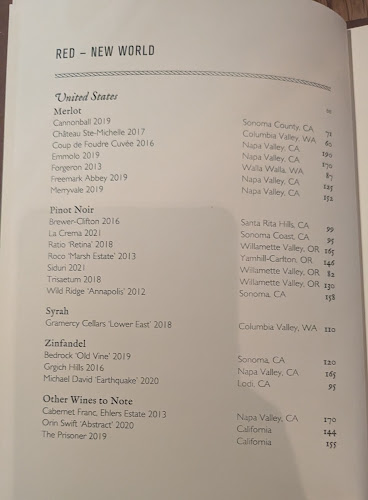 RED – NEW WORLD
United States
Merlot
Cannonball 2019 Sonoma County, CA 71
Château Ste-Michelle 2017 Columbia Valley, WA 60
Coup de Foudre Cuvée 2016 Napa Valley, CA 190
Emmolo 2019 Napa Valley, CA 170
Forgeron 2013 Walla Walla, WA 87
Freemark Abbey 2019 Napa Valley, CA 125
Merryvale 2019 Napa Valley, CA 152
Pinot Noir
Brewer-Clifton 2016 Santa Rita Hills, CA 99
La Crema 2021 Sonoma Coast, CA 95
Ratio 'Retina' 2018 Willamette Valley, OR 165
Roco 'Marsh Estate' 2013 Yamhill-Carlton, OR 146
Siduri 2021 Willamette Valley, OR 82
Trisaetum 2018 Willamette Valley, OR 130
Wild Ridge 'Annapolis' 2012 Sonoma, CA 158
Syrah
Gramercy Cellars 'Lower East' 2018 Columbia Valley, WA 110
Zinfandel
Bedrock 'Old Vine' 2019 Sonoma, CA 120
Grgich Hills 2016 Napa Valley, CA 165
Michael David 'Earthquake' 2020 Lodi, CA 95
Other Wines to Note
Cabernet Franc, Ehlers Estate 2013 Napa Valley, CA 170
Orin Swift 'Abstract' 2020 California 144
The Prisoner 2019 California 155